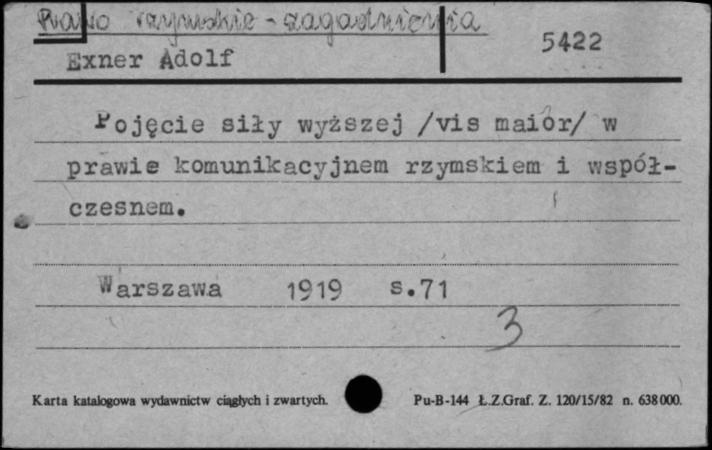 Prawo rzymskie - zagadnienia
5422
Exner Adolf
Pojęcie siły wyższej /vis maior/ w
prawie komunikacyjnem rzymskiem i współ-
czesnem.
Warszawa 1919 s.71
3
Karta katalogowa wydawnictw ciągłych i zwartych. Pu-B-144 Ł.Z.Graf. Z. 120/15/82 n. 638000.